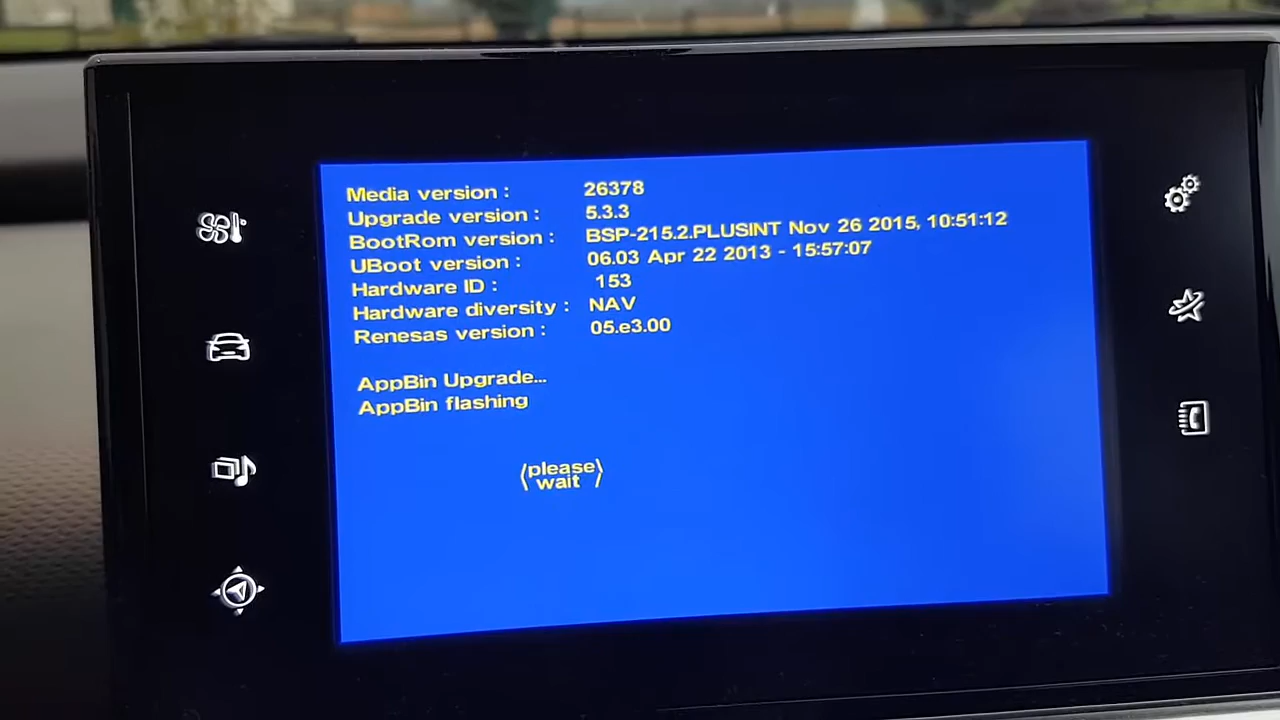 Media version : 26378
Upgrade version : 5.3.3
BootRom version : BSP-215.2.PLUSINT Nov 26 2015, 10:51:12
UBoot version : 06.03 Apr 22 2013 - 15:57:07
Hardware ID : 153
Hardware diversity : NAV
Renesas version : 05.e3.00
AppBin Upgrade...
AppBin flashing
please
wait